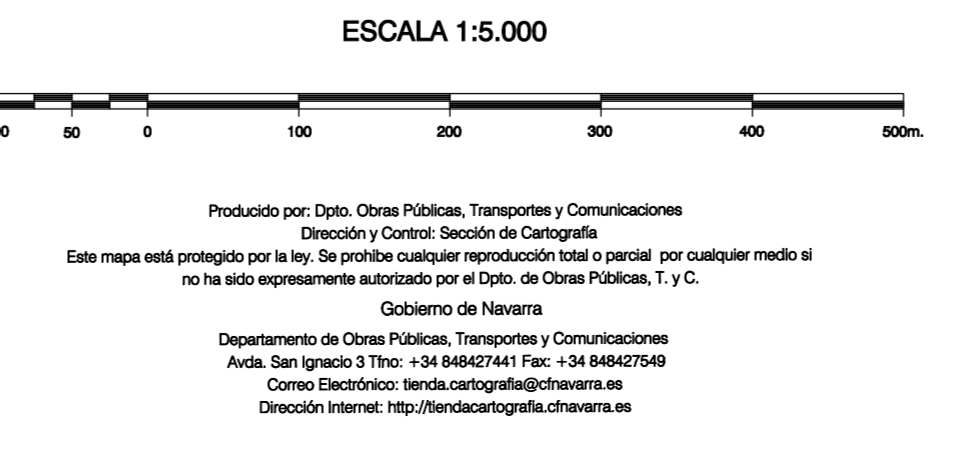 ESCALA 1:5.000
50 0 100 200 300 400 500m.
Producido por: Dpto. Obras Públicas, Transportes y Comunicaciones
Dirección y Control: Sección de Cartografía
Este mapa está protegido por la ley. Se prohibe cualquier reproducción total o parcial por cualquier medio si
no ha sido expresamente autorizado por el Dpto. de Obras Públicas, T. y C.
Gobierno de Navarra
Departamento de Obras Públicas, Transportes y Comunicaciones
Avda. San Ignacio 3 Tfno: +34 848427441 Fax: +34 848427549
Correo Electrónico: tienda.cartografia@cfnavarra.es
Dirección Internet: http://tiendacartografia.cfnavarra.es